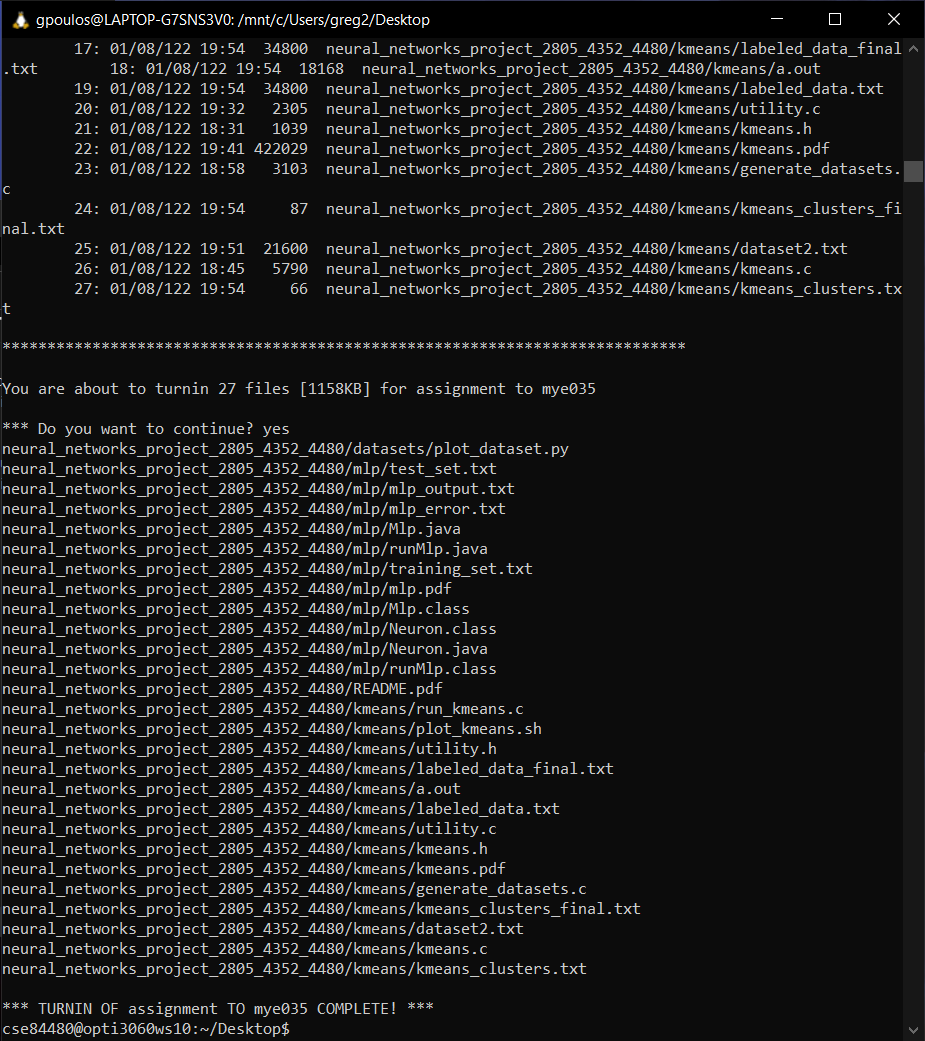 gpoulos@LAPTOP-G7SNS3V0: /mnt/c/Users/greg2/Desktop
17: 01/08/122 19:54  34800  neural_networks_project_2805_4352_4480/kmeans/labeled_data_final
.txt        18: 01/08/122 19:54  18168  neural_networks_project_2805_4352_4480/kmeans/a.out
19: 01/08/122 19:54  34800  neural_networks_project_2805_4352_4480/kmeans/labeled_data.txt
20: 01/08/122 19:32   2305  neural_networks_project_2805_4352_4480/kmeans/utility.c
21: 01/08/122 18:31   1039  neural_networks_project_2805_4352_4480/kmeans/kmeans.h
22: 01/08/122 19:41 422029  neural_networks_project_2805_4352_4480/kmeans/kmeans.pdf
23: 01/08/122 18:58   3103  neural_networks_project_2805_4352_4480/kmeans/generate_datasets.
c
24: 01/08/122 19:54     87  neural_networks_project_2805_4352_4480/kmeans/kmeans_clusters_fi
nal.txt
25: 01/08/122 19:51  21600  neural_networks_project_2805_4352_4480/kmeans/dataset2.txt
26: 01/08/122 18:45   5790  neural_networks_project_2805_4352_4480/kmeans/kmeans.c
27: 01/08/122 19:54     66  neural_networks_project_2805_4352_4480/kmeans/kmeans_clusters.tx
t
****************************************************************************
You are about to turnin 27 files [1158KB] for assignment to mye035
*** Do you want to continue? yes
neural_networks_project_2805_4352_4480/datasets/plot_dataset.py
neural_networks_project_2805_4352_4480/mlp/test_set.txt
neural_networks_project_2805_4352_4480/mlp/mlp_output.txt
neural_networks_project_2805_4352_4480/mlp/mlp_error.txt
neural_networks_project_2805_4352_4480/mlp/Mlp.java
neural_networks_project_2805_4352_4480/mlp/runMlp.java
neural_networks_project_2805_4352_4480/mlp/training_set.txt
neural_networks_project_2805_4352_4480/mlp/mlp.pdf
neural_networks_project_2805_4352_4480/mlp/Mlp.class
neural_networks_project_2805_4352_4480/mlp/Neuron.class
neural_networks_project_2805_4352_4480/mlp/Neuron.java
neural_networks_project_2805_4352_4480/mlp/runMlp.class
neural_networks_project_2805_4352_4480/README.pdf
neural_networks_project_2805_4352_4480/kmeans/run_kmeans.c
neural_networks_project_2805_4352_4480/kmeans/plot_kmeans.sh
neural_networks_project_2805_4352_4480/kmeans/utility.h
neural_networks_project_2805_4352_4480/kmeans/labeled_data_final.txt
neural_networks_project_2805_4352_4480/kmeans/a.out
neural_networks_project_2805_4352_4480/kmeans/labeled_data.txt
neural_networks_project_2805_4352_4480/kmeans/utility.c
neural_networks_project_2805_4352_4480/kmeans/kmeans.h
neural_networks_project_2805_4352_4480/kmeans/kmeans.pdf
neural_networks_project_2805_4352_4480/kmeans/generate_datasets.c
neural_networks_project_2805_4352_4480/kmeans/kmeans_clusters_final.txt
neural_networks_project_2805_4352_4480/kmeans/dataset2.txt
neural_networks_project_2805_4352_4480/kmeans/kmeans.c
neural_networks_project_2805_4352_4480/kmeans/kmeans_clusters.txt
*** TURNIN OF assignment TO mye035 COMPLETE! ***
cse84480@opti3060ws10:~/Desktop$